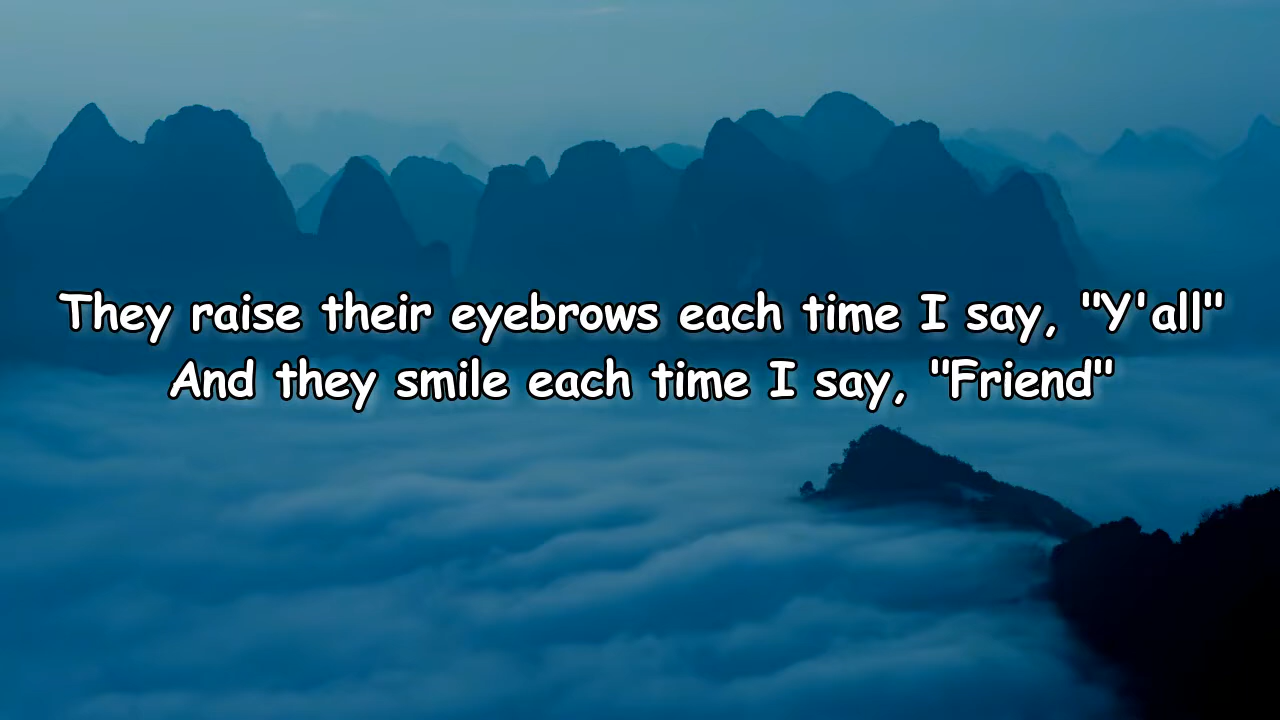 They raise their eyebrows each time I say, "Y'all"
And they smile each time I say, "Friend"